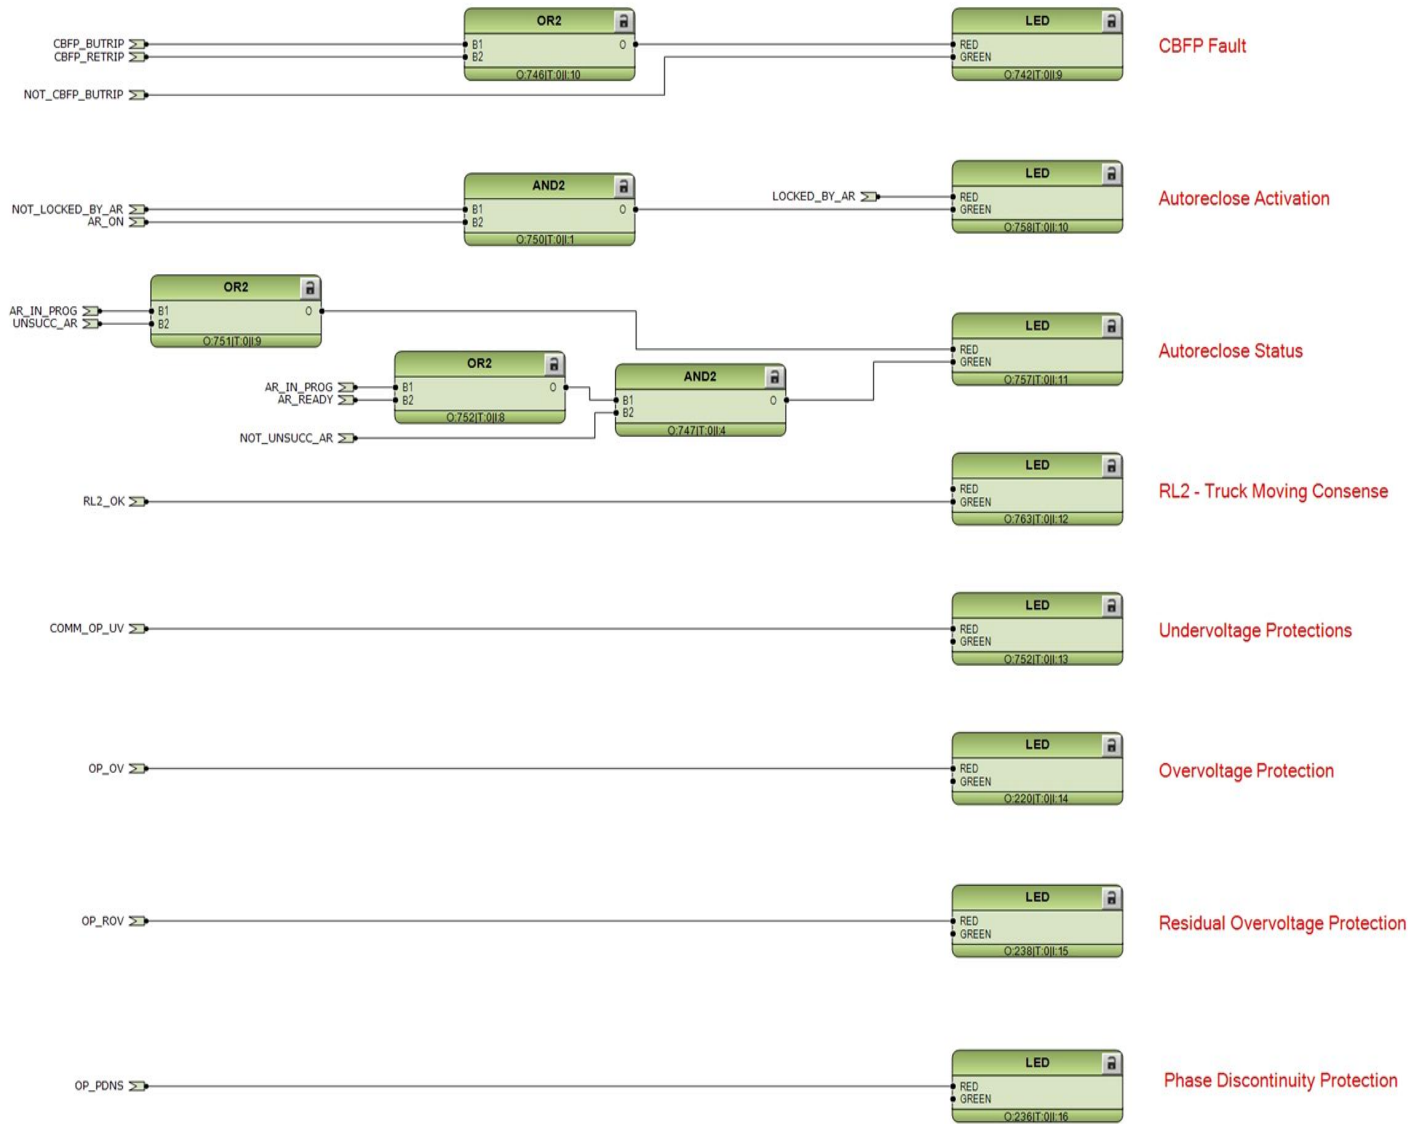 OR2
CBFP_BUTRIP
B1
O
CBFP_RETRIP
B2
O:746|T:0|I:10
NOT_CBFP_BUTRIP
LED
RED
GREEN
O:742|T:0|I:9
CBFP Fault
AND2
NOT_LOCKED_BY_AR
B1
O
AR_ON
B2
O:750|T:0|I:1
LOCKED_BY_AR
LED
RED
GREEN
O:758|T:0|I:10
Autoreclose Activation
OR2
AR_IN_PROG
B1
O
UNSUCC_AR
B2
O:751|T:0|I:9
OR2
AR_IN_PROG
B1
O
AR_READY
B2
O:752|T:0|I:8
NOT_UNSUCC_AR
AND2
B1
O
B2
O:747|T:0|I:4
LED
RED
GREEN
O:757|T:0|I:11
Autoreclose Status
RL2_OK
LED
RED
GREEN
O:763|T:0|I:12
RL2 - Truck Moving Consense
COMM_OP_UV
LED
RED
GREEN
O:752|T:0|I:13
Undervoltage Protections
OP_OV
LED
RED
GREEN
O:220|T:0|I:14
Overvoltage Protection
OP_ROV
LED
RED
GREEN
O:238|T:0|I:15
Residual Overvoltage Protection
OP_PDNS
LED
RED
GREEN
O:236|T:0|I:16
Phase Discontinuity Protection